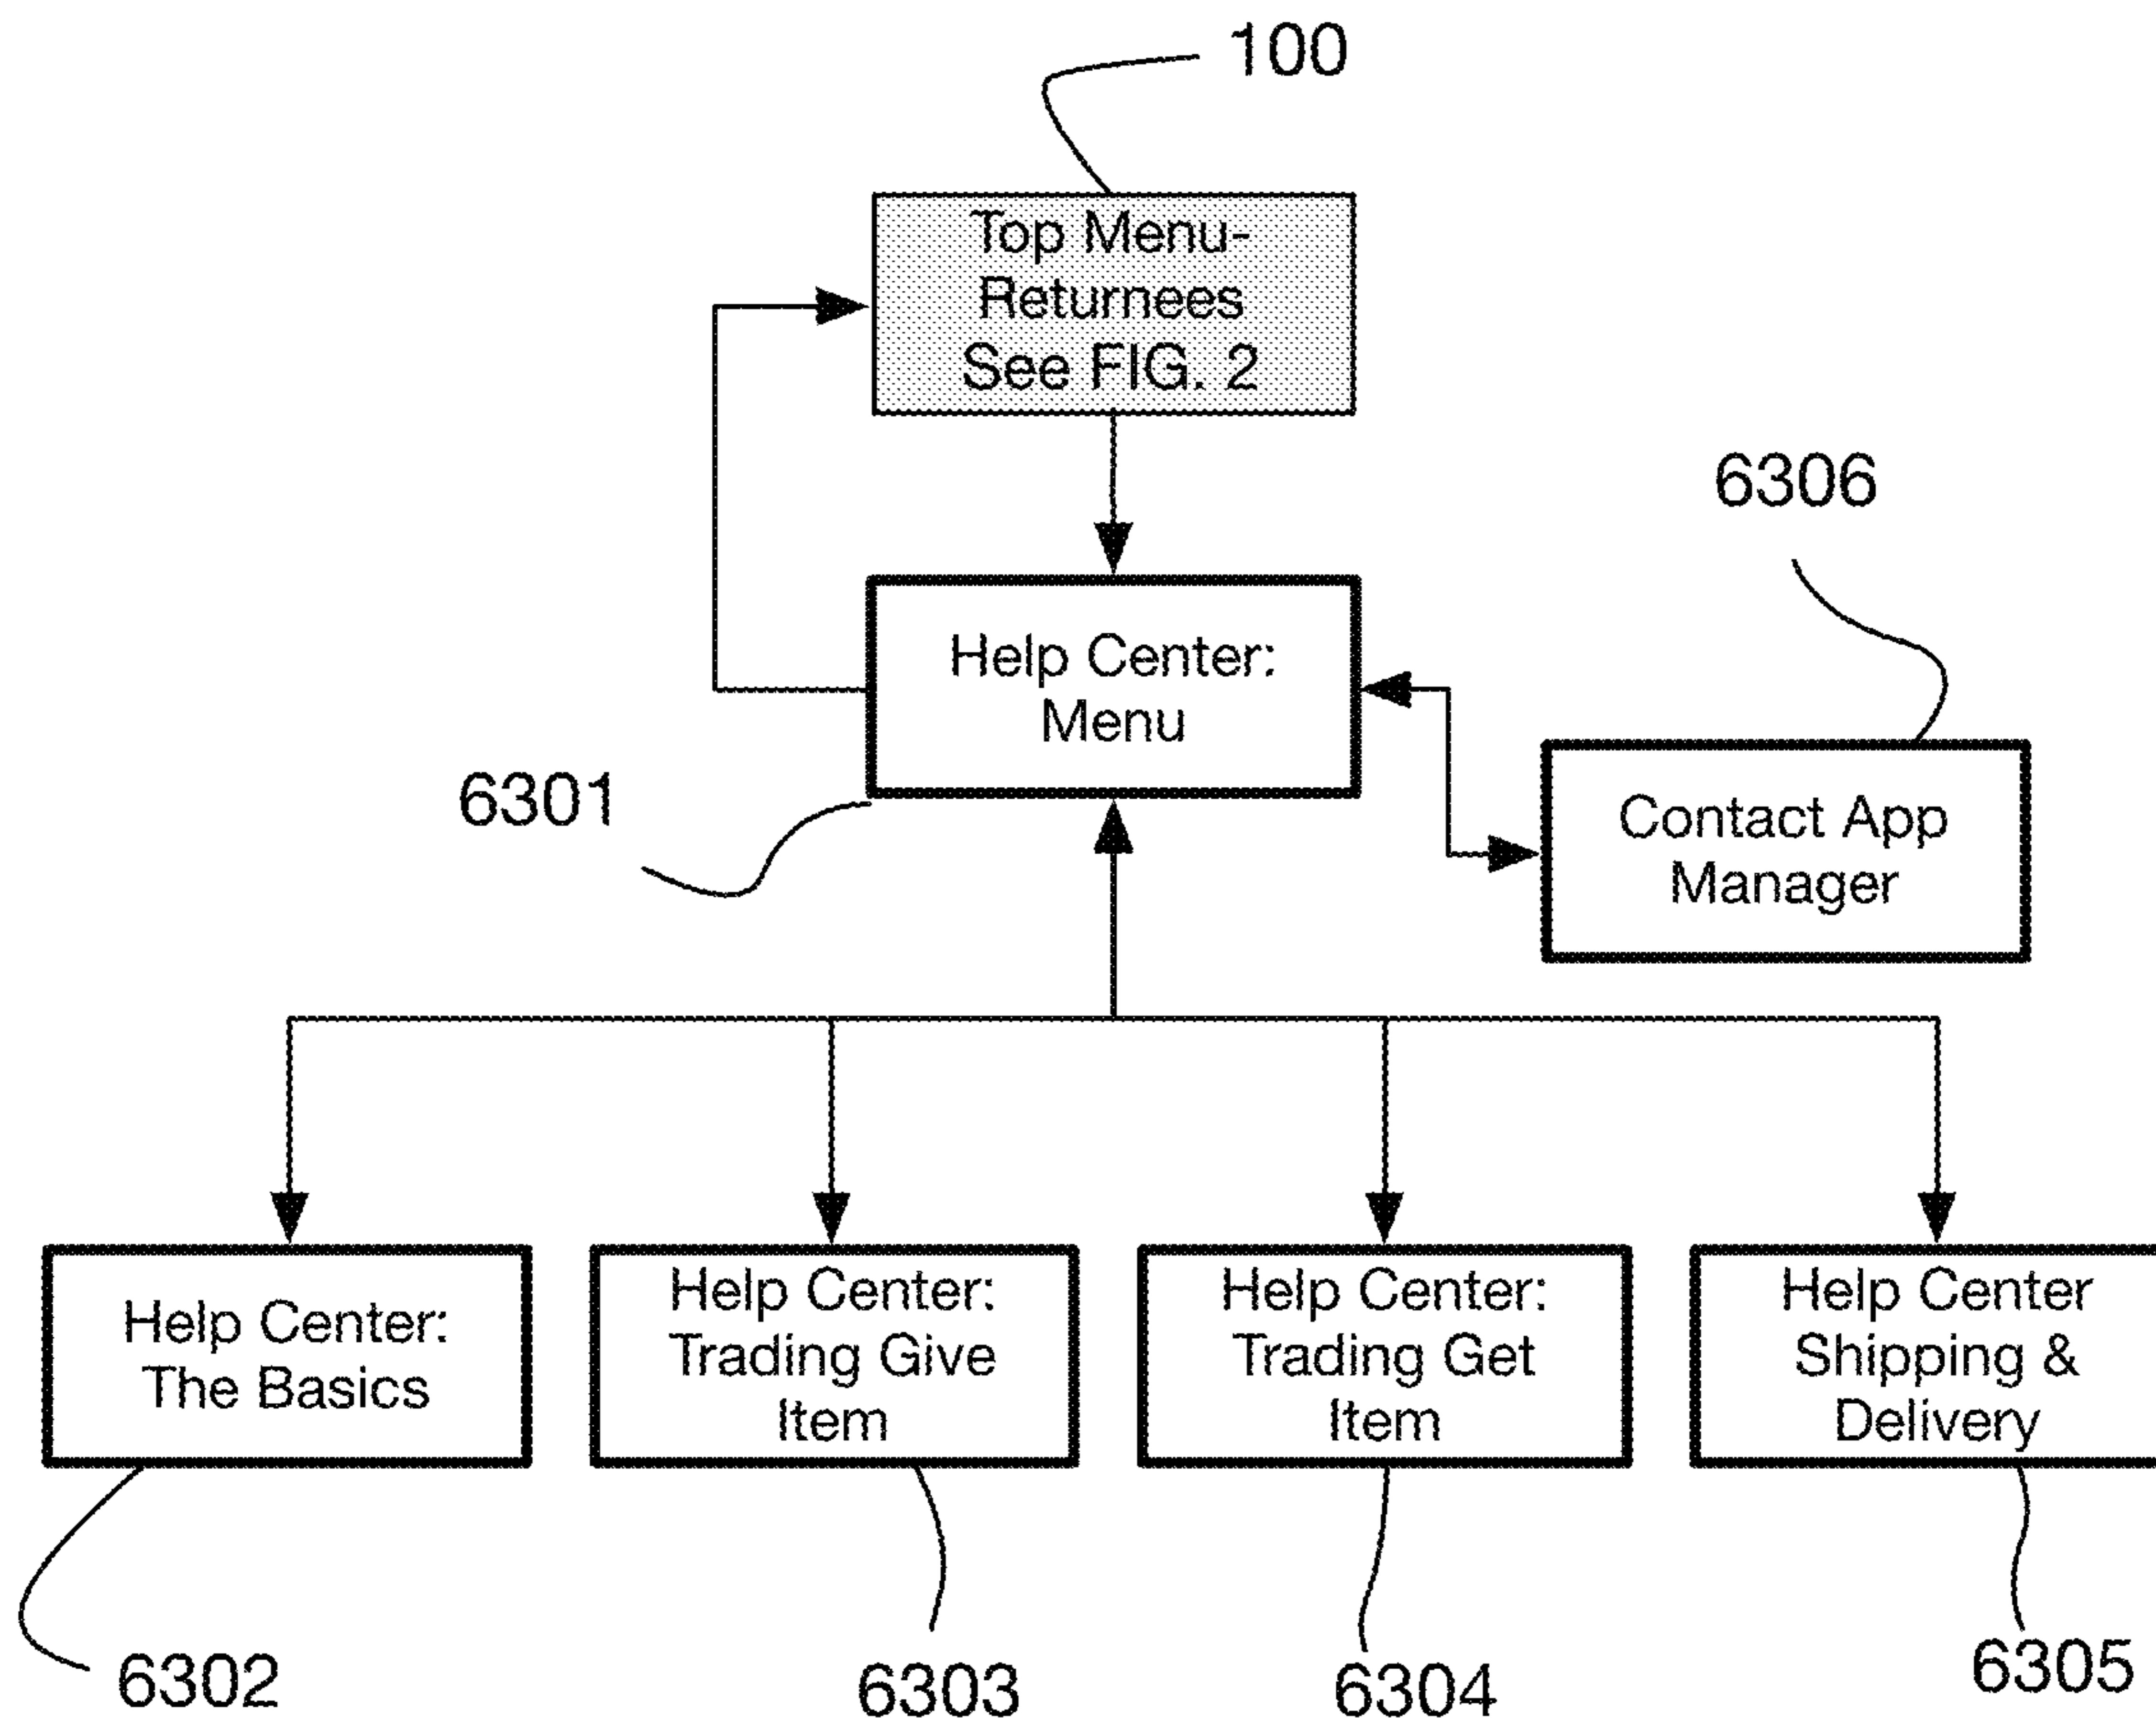 100
Top Menu-
Returnees
See FIG. 2
6306
Help Center:
Menu
6301
Contact App
Manager
Help Center:
The Basics
Help Center:
Trading Give
Item
Help Center:
Trading Get
Item
Help Center
Shipping &
Delivery
6302
6303
6304
6305